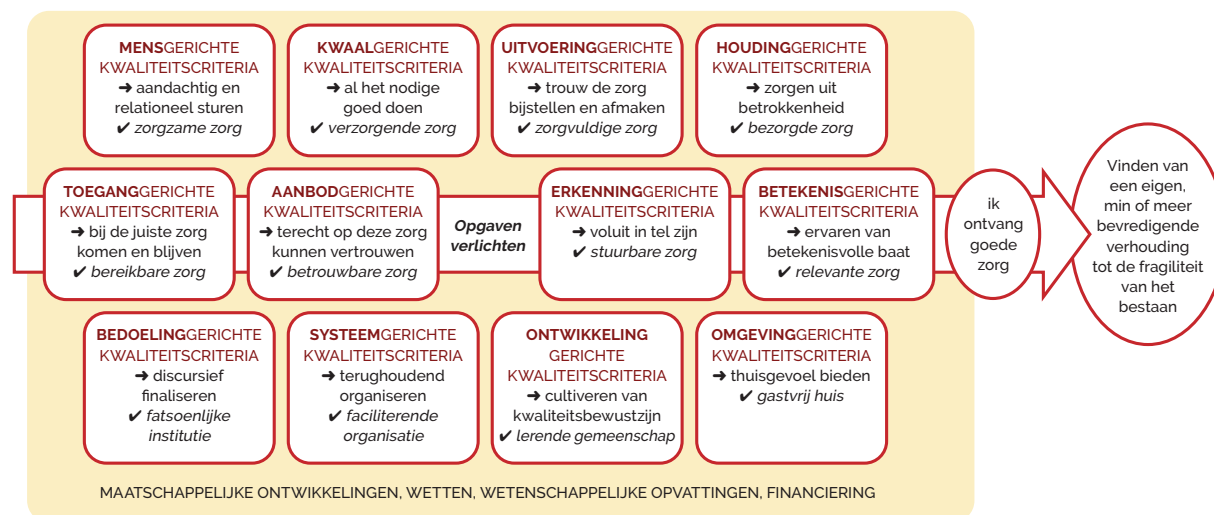 MENSGERICHTE
KWALITEITSCRITERIA
➜ aandachtig en
relationeel sturen
✔ zorgzame zorg
KWAALGERICHTE
KWALITEITSCRITERIA
➜ al het nodige
goed doen
✔ verzorgende zorg
UITVOERINGGERICHTE
KWALITEITSCRITERIA
➜ trouw de zorg
bijstellen en afmaken
✔ zorgvuldige zorg
HOUDINGGERICHTE
KWALITEITSCRITERIA
➜ zorgen uit
betrokkenheid
✔ bezorgde zorg
TOEGANGGERICHTE
KWALITEITSCRITERIA
➜ bij de juiste zorg
komen en blijven
✔ bereikbare zorg
AANBODGERICHTE
KWALITEITSCRITERIA
➜ terecht op deze zorg
kunnen vertrouwen
✔ betrouwbare zorg
Opgaven
verlichten
ERKENNINGGERICHTE
KWALITEITSCRITERIA
➜ voluit in tel zijn
✔ stuurbare zorg
BETEKENISGERICHTE
KWALITEITSCRITERIA
➜ ervaren van
betekenisvolle baat
✔ relevante zorg
ik
ontvang
goede
zorg
Vinden van
een eigen,
min of meer
bevredigende
verhouding
tot de fragiliteit
van het
bestaan
BEDOELINGGERICHTE
KWALITEITSCRITERIA
➜ discursief
finaliseren
✔ fatsoenlijke
institutie
SYSTEEMGERICHTE
KWALITEITSCRITERIA
➜ terughoudend
organiseren
✔ faciliterende
organisatie
ONTWIKKELING
GERICHTE
KWALITEITSCRITERIA
➜ cultiveren van
kwaliteitsbewustzijn
✔ lerende gemeenschap
OMGEVINGGERICHTE
KWALITEITSCRITERIA
➜ thuisgevoel bieden
✔ gastvrij huis
MAATSCHAPPELIJKE ONTWIKKELINGEN, WETTEN, WETENSCHAPPELIJKE OPVATTINGEN, FINANCIERING